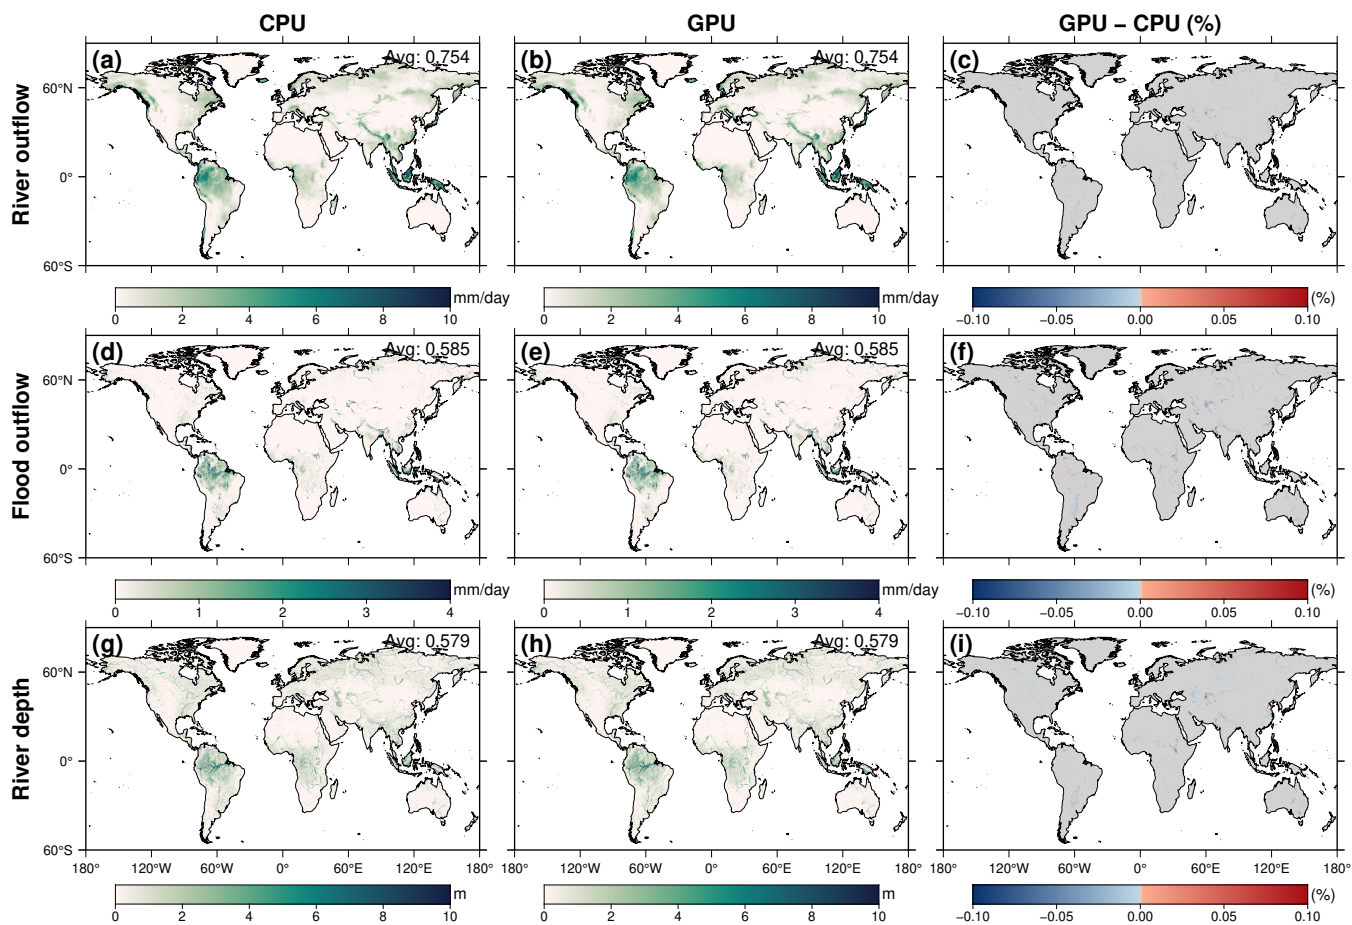 CPU GPU GPU − CPU (%)
(a) Avg: 0.754 (b) Avg: 0.754 (c)
River outflow
60°N
0°
60°S
mm/day mm/day (%)
0 2 4 6 8 10 0 2 4 6 8 10 −0.10 −0.05 0.00 0.05 0.10
(d) Avg: 0.585 (e) Avg: 0.585 (f)
Flood outflow
60°N
0°
60°S
mm/day mm/day (%)
0 1 2 3 4 0 1 2 3 4 −0.10 −0.05 0.00 0.05 0.10
(g) Avg: 0.579 (h) Avg: 0.579 (i)
River depth
60°N
0°
60°S
180° 120°W 60°W 0° 60°E 120°E 180° 120°W 60°W 0° 60°E 120°E 180° 120°W 60°W 0° 60°E 120°E 180°
m m (%)
0 2 4 6 8 10 0 2 4 6 8 10 −0.10 −0.05 0.00 0.05 0.10